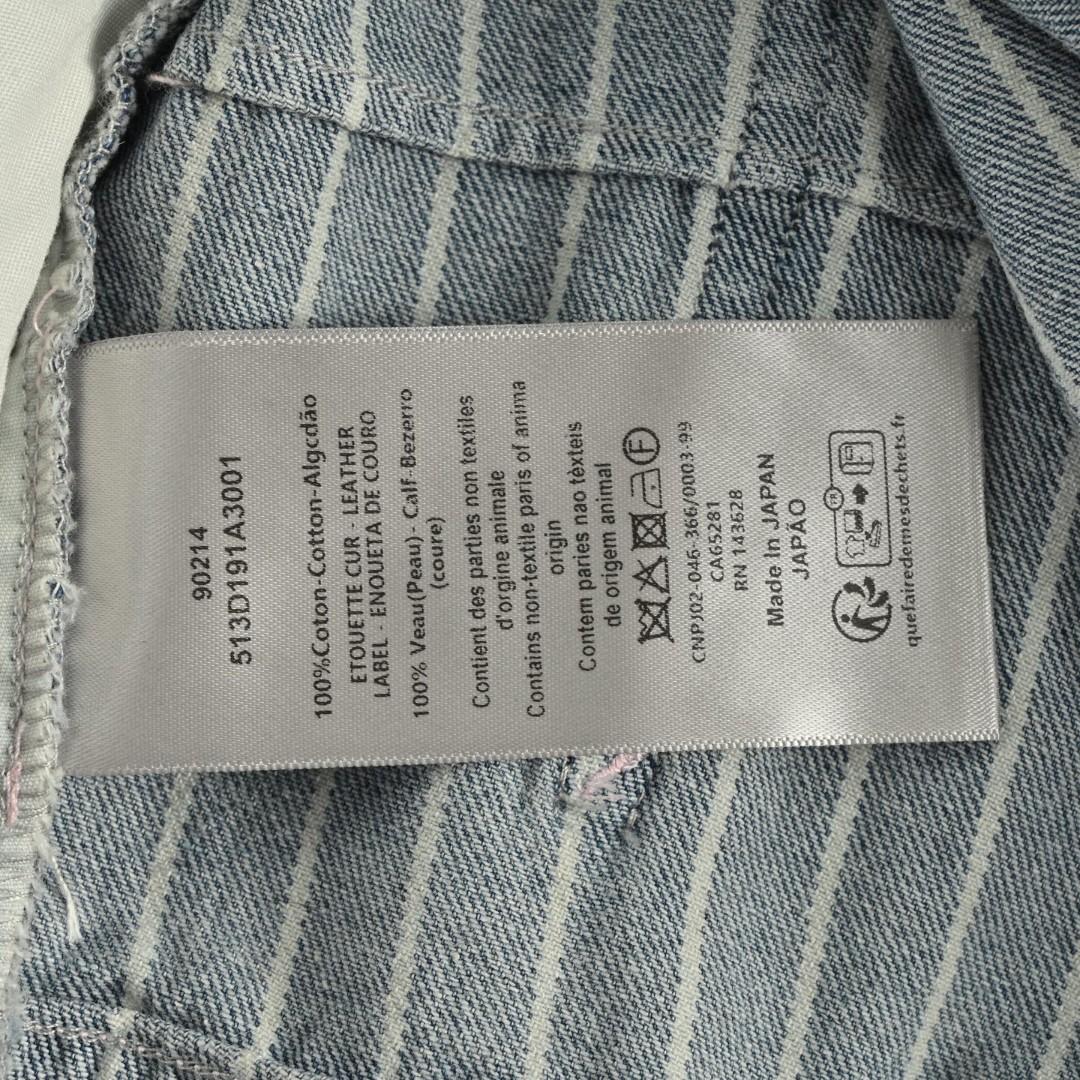 90214
513D191A3001
100%Coton-Cotton-Algcdão
ETOUETTE CUR - LEATHER
LABEL - ENOUETA DE COURO
100% Veau(Peau) - Calf-Bezerro
(coure)
Contient des parties non textiles
d'orgine animale
Contains non-textile paris of anima
origin
Contem paries nao tèxteis
de origem animal
F
CNPJ02-046-366/0003-99
CA65281
RN 143628
Made In JAPAN
JAPÃO
FR
quefairedemesdechets.fr